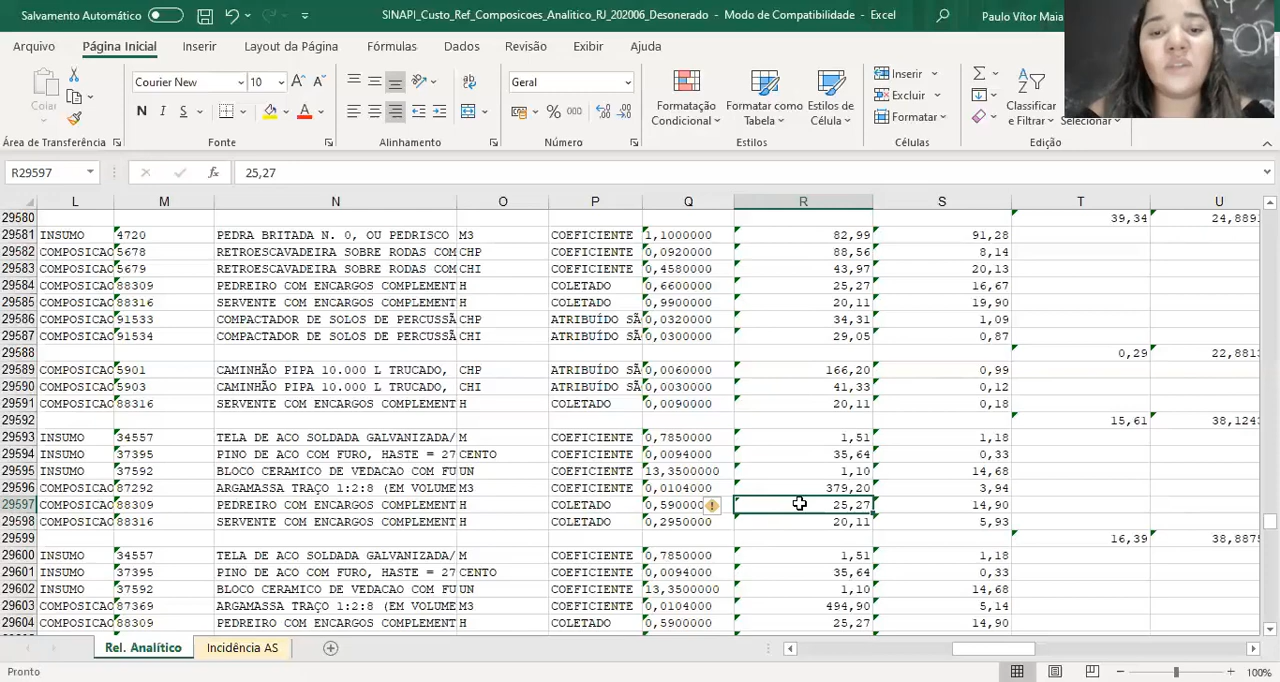 Salvamento Automático
SINAPI_Custo_Ref_Composicoes_Analitico_RJ_202006_Desonerado - Modo de Compatibilidade - Excel
Paulo Vítor Maia
Arquivo Página Inicial Inserir Layout da Página Fórmulas Dados Revisão Exibir Ajuda
Colar
Courier New 10
N I S
Geral
000
Formatação Condicional
Formatar como Tabela
Estilos de Célula
Inserir
Excluir
Formatar
Classificar e Filtrar
Selecionar
Área de Transferência Fonte Alinhamento Número Estilos Células Edição
R29597 fx 25,27
L M N O P Q R S T U
29580 39,34 24,889
29581 INSUMO 4720 PEDRA BRITADA N. 0, OU PEDRISCO M3 COEFICIENTE 1,1000000 82,99 91,28
29582 COMPOSICAO 5678 RETROESCAVADEIRA SOBRE RODAS COM CHP 0,0920000 88,56 8,14
29583 COMPOSICAO 5679 RETROESCAVADEIRA SOBRE RODAS COM CHI 0,4580000 43,97 20,13
29584 COMPOSICAO 88309 PEDREIRO COM ENCARGOS COMPLEMENT H COLETADO 0,6600000 25,27 16,67
29585 COMPOSICAO 88316 SERVENTE COM ENCARGOS COMPLEMENT H COLETADO 0,9900000 20,11 19,90
29586 COMPOSICAO 91533 COMPACTADOR DE SOLOS DE PERCUSSÃ CHP ATRIBUÍDO SÃ 0,0320000 34,31 1,09
29587 COMPOSICAO 91534 COMPACTADOR DE SOLOS DE PERCUSSÃ CHI ATRIBUÍDO SÃ 0,0300000 29,05 0,87
29588 0,29 22,881
29589 COMPOSICAO 5901 CAMINHÃO PIPA 10.000 L TRUCADO, CHP ATRIBUÍDO SÃ 0,0060000 166,20 0,99
29590 COMPOSICAO 5903 CAMINHÃO PIPA 10.000 L TRUCADO, CHI ATRIBUÍDO SÃ 0,0030000 41,33 0,12
29591 COMPOSICAO 88316 SERVENTE COM ENCARGOS COMPLEMENT H COLETADO 0,0090000 20,11 0,18
29592 15,61 38,1243
29593 INSUMO 34557 TELA DE ACO SOLDADA GALVANIZADA/ M COEFICIENTE 0,7850000 1,51 1,18
29594 INSUMO 37395 PINO DE ACO COM FURO, HASTE = 27 CENTO COEFICIENTE 0,0094000 35,64 0,33
29595 INSUMO 37592 BLOCO CERAMICO DE VEDACAO COM FU UN COEFICIENTE 13,3500000 1,10 14,68
29596 COMPOSICAO 87292 ARGAMASSA TRAÇO 1:2:8 (EM VOLUME M3 COEFICIENTE 0,0104000 379,20 3,94
29597 COMPOSICAO 88309 PEDREIRO COM ENCARGOS COMPLEMENT H COLETADO 0,590000 25,27 14,90
29598 COMPOSICAO 88316 SERVENTE COM ENCARGOS COMPLEMENT H COLETADO 0,2950000 20,11 5,93
29599 16,39 38,8875
29600 INSUMO 34557 TELA DE ACO SOLDADA GALVANIZADA/ M COEFICIENTE 0,7850000 1,51 1,18
29601 INSUMO 37395 PINO DE ACO COM FURO, HASTE = 27 CENTO COEFICIENTE 0,0094000 35,64 0,33
29602 INSUMO 37592 BLOCO CERAMICO DE VEDACAO COM FU UN COEFICIENTE 13,3500000 1,10 14,68
29603 COMPOSICAO 87369 ARGAMASSA TRAÇO 1:2:8 (EM VOLUME M3 COEFICIENTE 0,0104000 494,90 5,14
29604 COMPOSICAO 88309 PEDREIRO COM ENCARGOS COMPLEMENT H COLETADO 0,5900000 25,27 14,90
Rel. Analítico Incidência AS
Pronto 100%